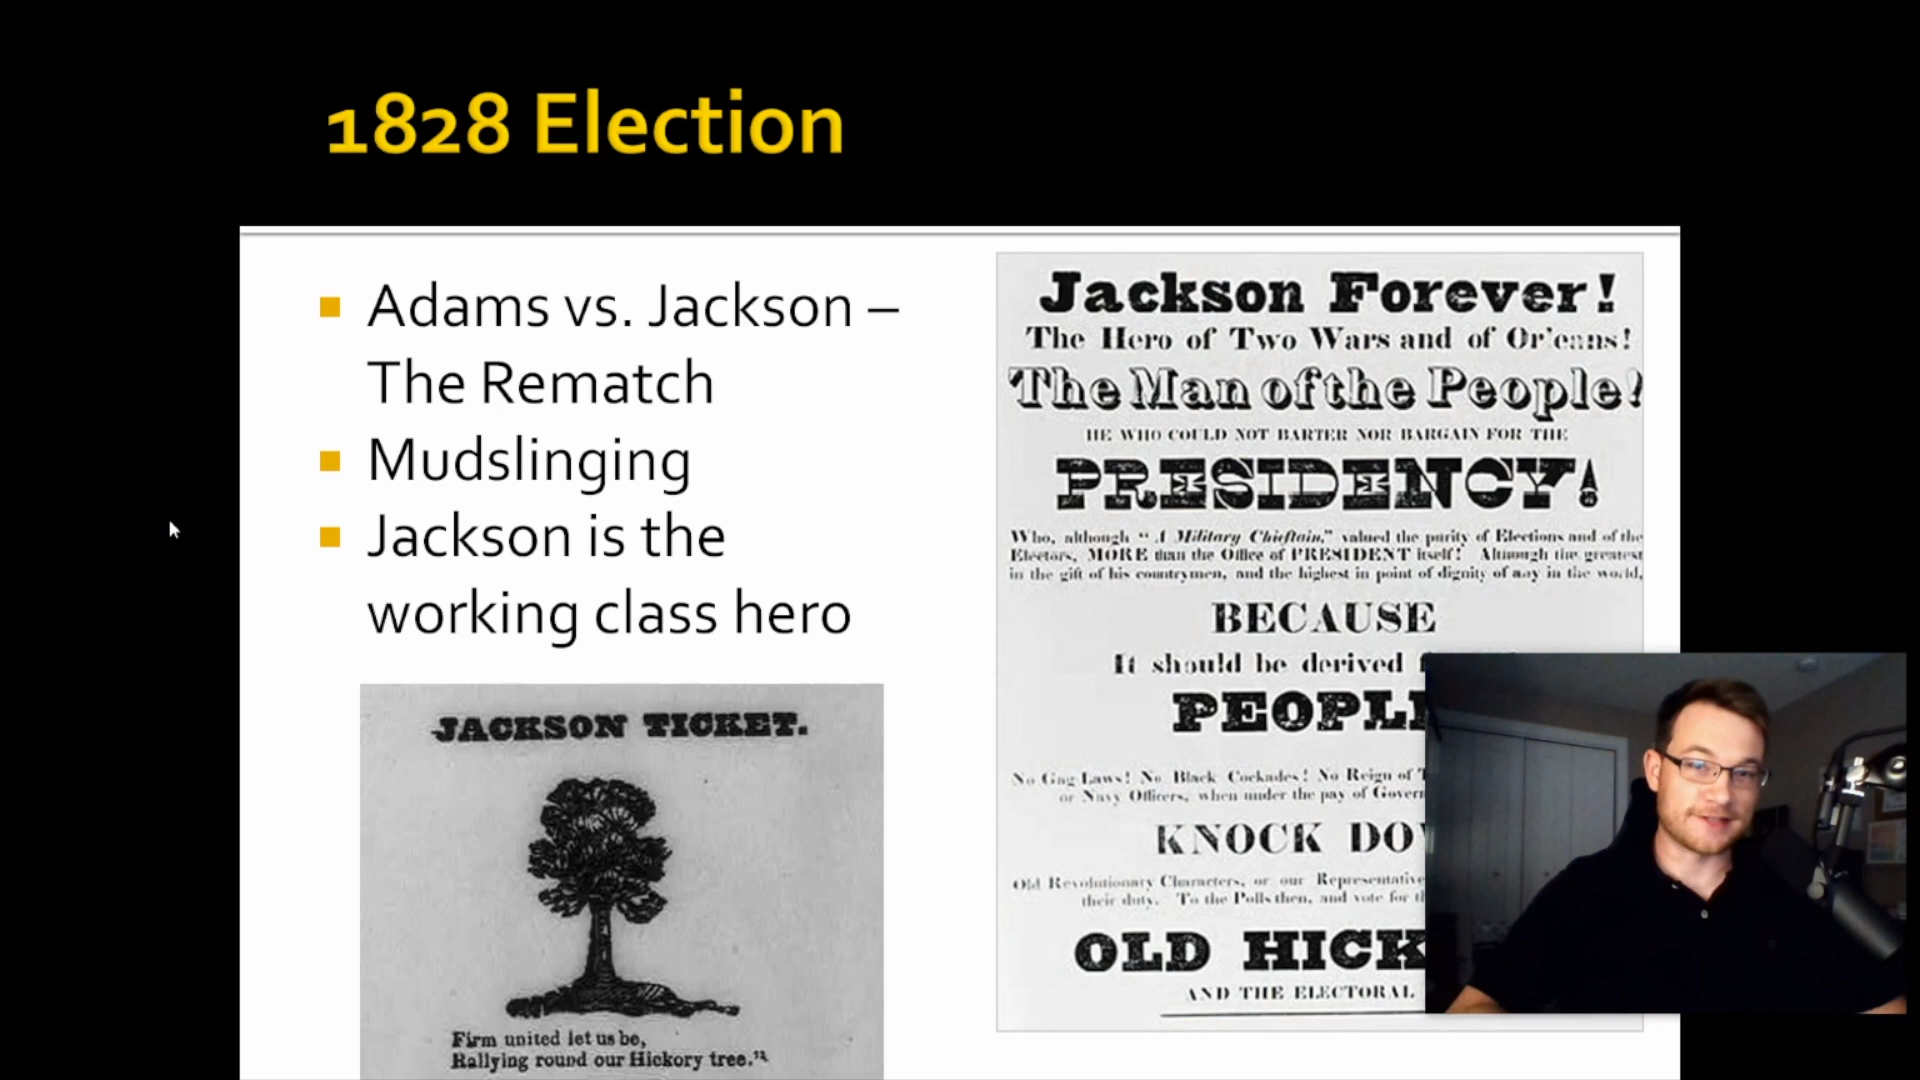 1828 Election
Adams vs. Jackson –
The Rematch
Mudslinging
Jackson is the
working class hero
JACKSON TICKET.
Firm united let us be,
Rallying round our Hickory tree."
Jackson Forever!
The Hero of Two Wars and of Or'eans!
The Man of the People!
HE WHO COULD NOT BARTER NOR BARGAIN FOR THE
PRESIDENCY!
Who, although "A Military Chieftain," valued the purity of Elections and of the
Electors, MORE than the Office of PRESIDENT itself! Although the greatest
in the gift of his countrymen, and the highest in point of dignity of any in the world,
BECAUSE
It should be derived
PEOPL
No Gag Laws! No Black Cockades! No Reign of
or Navy Officers, when under the pay of Govern
KNOCK DO
Old Revolutionary Characters, or our Representative
their duty. To the Polls then, and vote for
OLD HICK
AND THE ELECTORAL